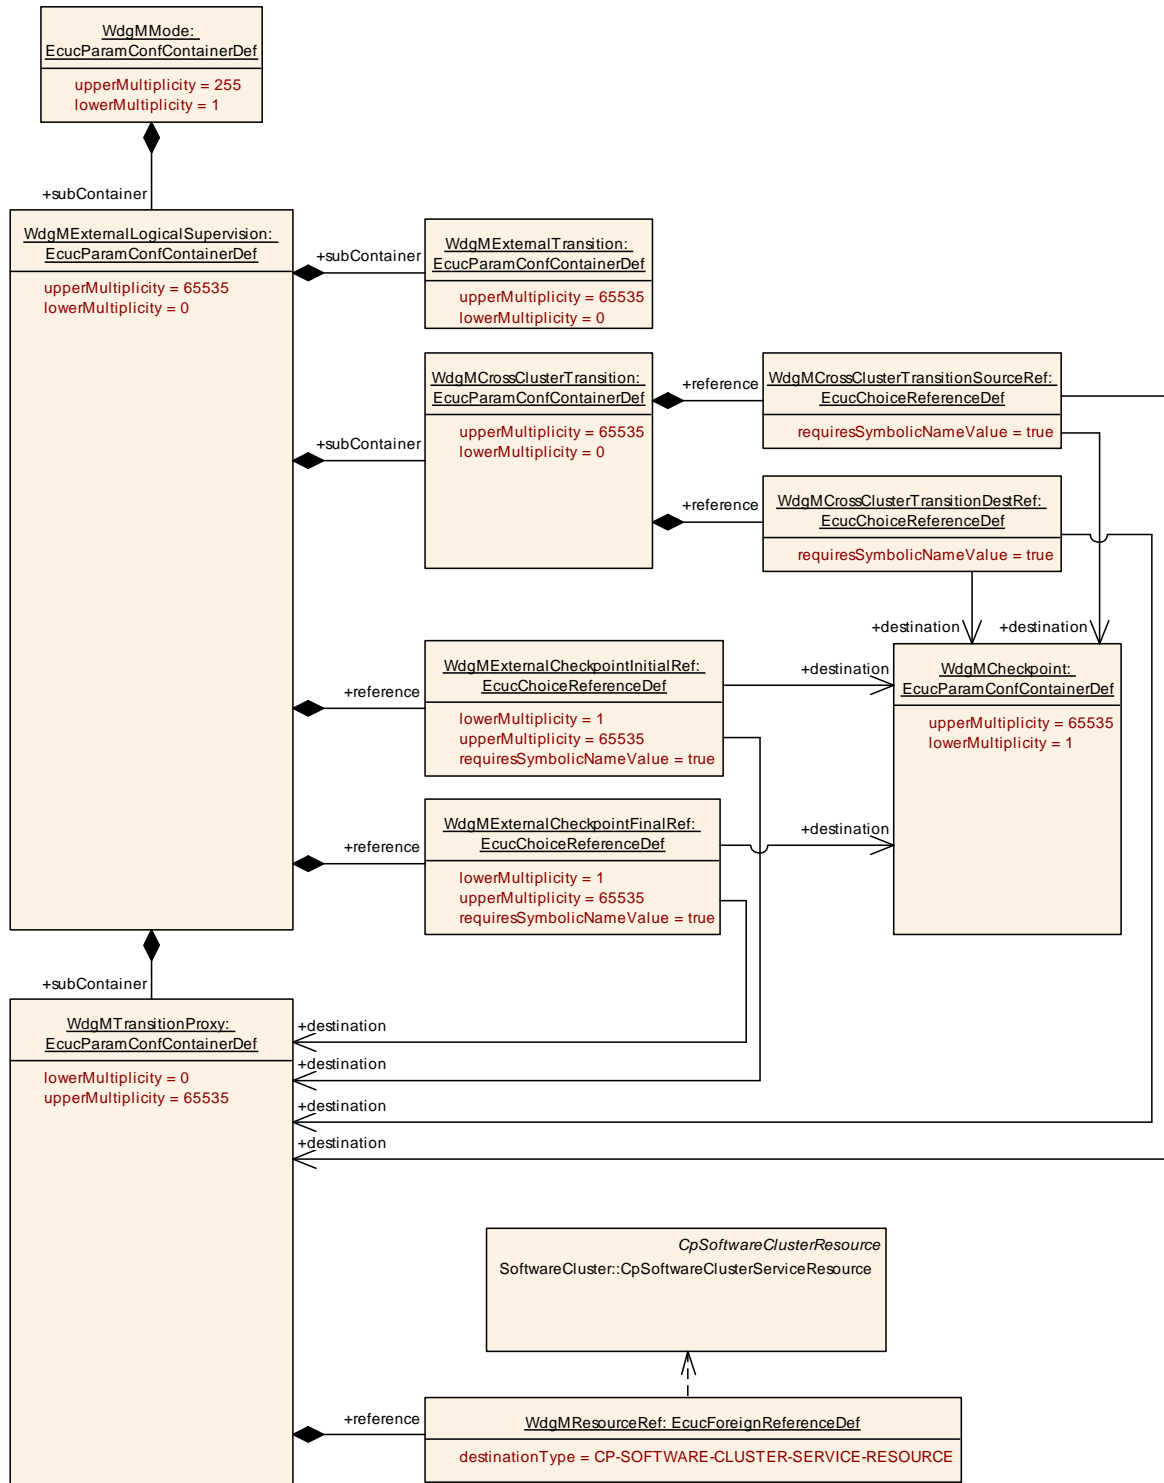 WdgMMode:
EcucParamConfContainerDef
upperMultiplicity = 255
lowerMultiplicity = 1
+subContainer
WdgMExternalLogicalSupervision:
EcucParamConfContainerDef
upperMultiplicity = 65535
lowerMultiplicity = 0
+subContainer
WdgMExternalTransition:
EcucParamConfContainerDef
upperMultiplicity = 65535
lowerMultiplicity = 0
+subContainer
WdgMCrossClusterTransition:
EcucParamConfContainerDef
upperMultiplicity = 65535
lowerMultiplicity = 0
+reference
WdgMCrossClusterTransitionSourceRef:
EcucChoiceReferenceDef
requiresSymbolicNameValue = true
+reference
WdgMCrossClusterTransitionDestRef:
EcucChoiceReferenceDef
requiresSymbolicNameValue = true
+destination
+destination
+reference
WdgMExternalCheckpointInitialRef:
EcucChoiceReferenceDef
lowerMultiplicity = 1
upperMultiplicity = 65535
requiresSymbolicNameValue = true
+destination
WdgMCheckpoint:
EcucParamConfContainerDef
upperMultiplicity = 65535
lowerMultiplicity = 1
+reference
WdgMExternalCheckpointFinalRef:
EcucChoiceReferenceDef
lowerMultiplicity = 1
upperMultiplicity = 65535
requiresSymbolicNameValue = true
+destination
+subContainer
WdgMTransitionProxy:
EcucParamConfContainerDef
lowerMultiplicity = 0
upperMultiplicity = 65535
+destination
+destination
+destination
+destination
CpSoftwareClusterResource
SoftwareCluster::CpSoftwareClusterServiceResource
+reference
WdgMResourceRef: EcucForeignReferenceDef
destinationType = CP-SOFTWARE-CLUSTER-SERVICE-RESOURCE